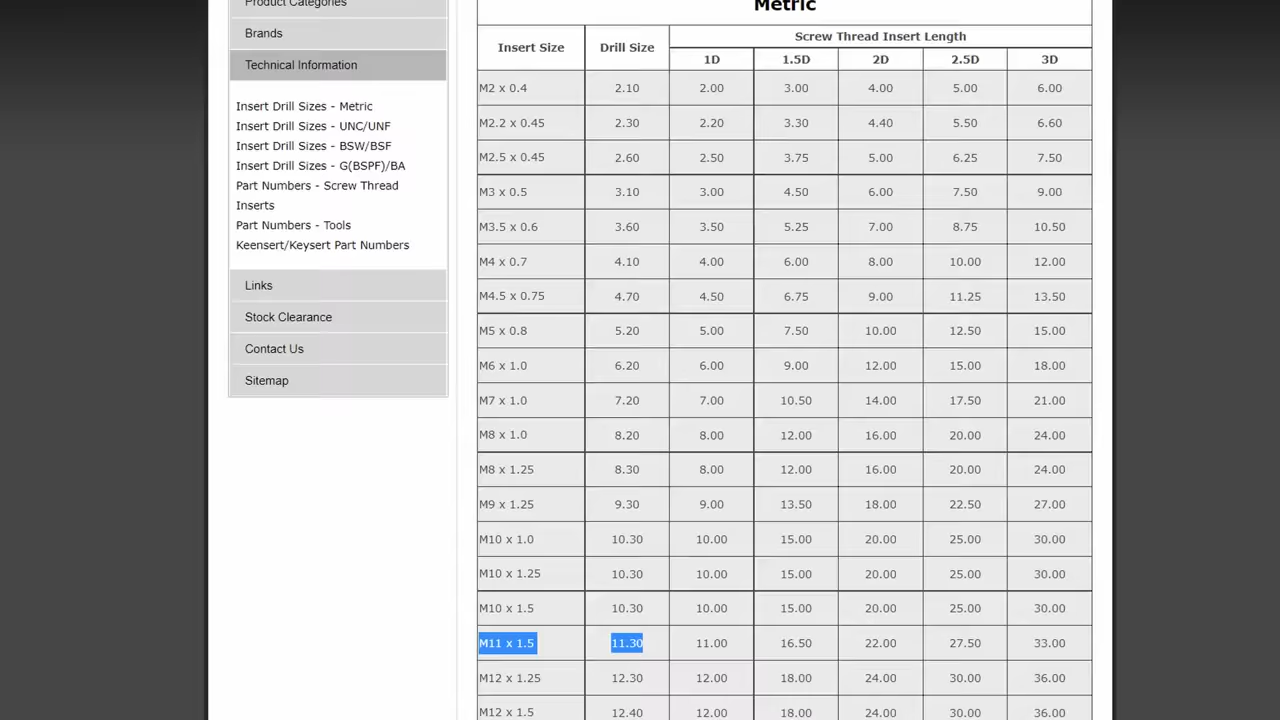 Product Categories
Brands
Technical Information
Insert Drill Sizes - Metric
Insert Drill Sizes - UNC/UNF
Insert Drill Sizes - BSW/BSF
Insert Drill Sizes - G(BSPF)/BA
Part Numbers - Screw Thread
Inserts
Part Numbers - Tools
Keensert/Keysert Part Numbers
Links
Stock Clearance
Contact Us
Sitemap
Metric
Insert Size Drill Size Screw Thread Insert Length
1D 1.5D 2D 2.5D 3D
M2 x 0.4 2.10 2.00 3.00 4.00 5.00 6.00
M2.2 x 0.45 2.30 2.20 3.30 4.40 5.50 6.60
M2.5 x 0.45 2.60 2.50 3.75 5.00 6.25 7.50
M3 x 0.5 3.10 3.00 4.50 6.00 7.50 9.00
M3.5 x 0.6 3.60 3.50 5.25 7.00 8.75 10.50
M4 x 0.7 4.10 4.00 6.00 8.00 10.00 12.00
M4.5 x 0.75 4.70 4.50 6.75 9.00 11.25 13.50
M5 x 0.8 5.20 5.00 7.50 10.00 12.50 15.00
M6 x 1.0 6.20 6.00 9.00 12.00 15.00 18.00
M7 x 1.0 7.20 7.00 10.50 14.00 17.50 21.00
M8 x 1.0 8.20 8.00 12.00 16.00 20.00 24.00
M8 x 1.25 8.30 8.00 12.00 16.00 20.00 24.00
M9 x 1.25 9.30 9.00 13.50 18.00 22.50 27.00
M10 x 1.0 10.30 10.00 15.00 20.00 25.00 30.00
M10 x 1.25 10.30 10.00 15.00 20.00 25.00 30.00
M10 x 1.5 10.30 10.00 15.00 20.00 25.00 30.00
M11 x 1.5 11.30 11.00 16.50 22.00 27.50 33.00
M12 x 1.25 12.30 12.00 18.00 24.00 30.00 36.00
M12 x 1.5 12.40 12.00 18.00 24.00 30.00 36.00